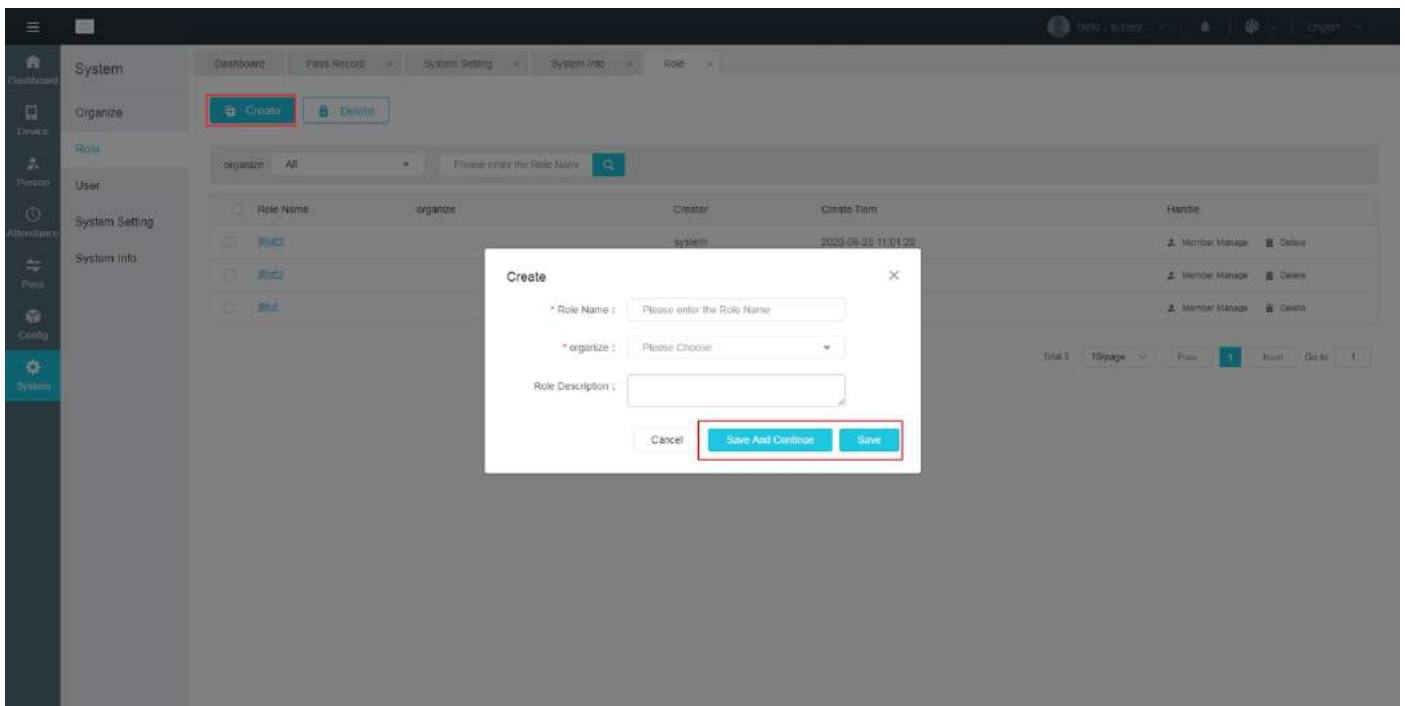 Hello , system
English
Dashboard
Device
Person
Attendance
Pass
Config
System
System
Organize
Role
User
System Setting
System Info
Dashboard Pass Record System Setting System Info Role
Create Delete
organize All Please enter the Role Name
Role Name organize Creator Create Tiem Handle
system 2020-08-28 11:01:20 Member Manage Delete
Member Manage Delete
Member Manage Delete
Total 3 10/page Prev 1 Next Go to 1
Create
* Role Name : Please enter the Role Name
* organize : Please Choose
Role Description :
Cancel Save And Continue Save